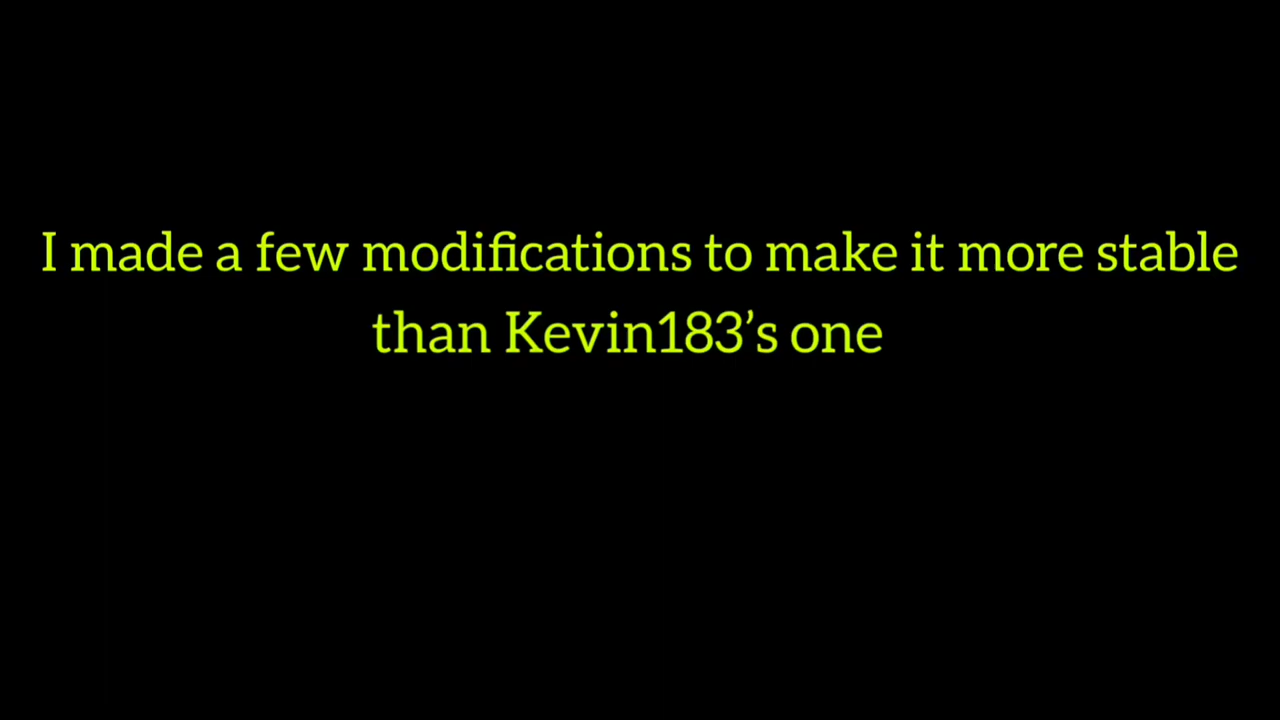 I made a few modifications to make it more stable
than Kevin183’s one